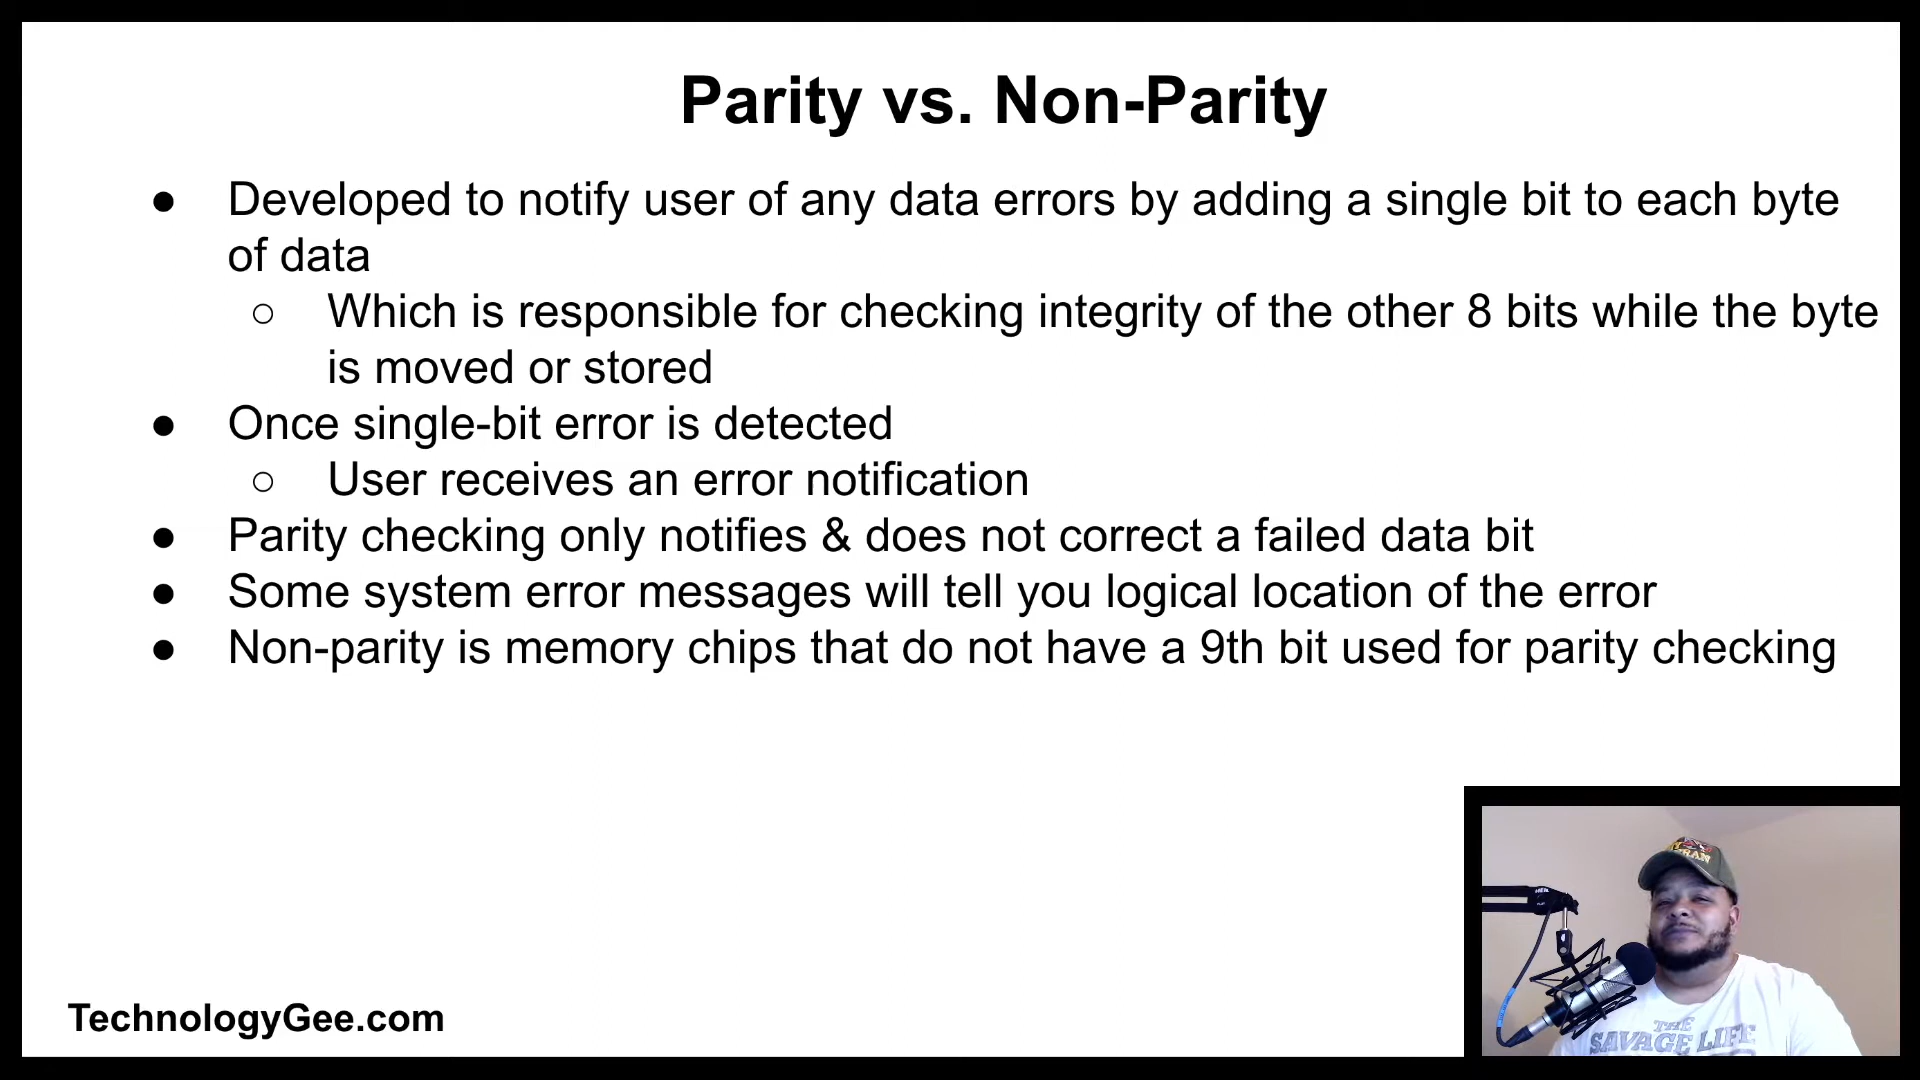 Parity vs. Non-Parity
● Developed to notify user of any data errors by adding a single bit to each byte
of data
○ Which is responsible for checking integrity of the other 8 bits while the byte
is moved or stored
● Once single-bit error is detected
○ User receives an error notification
● Parity checking only notifies & does not correct a failed data bit
● Some system error messages will tell you logical location of the error
● Non-parity is memory chips that do not have a 9th bit used for parity checking
TechnologyGee.com
THE
SAVAGE LIFE